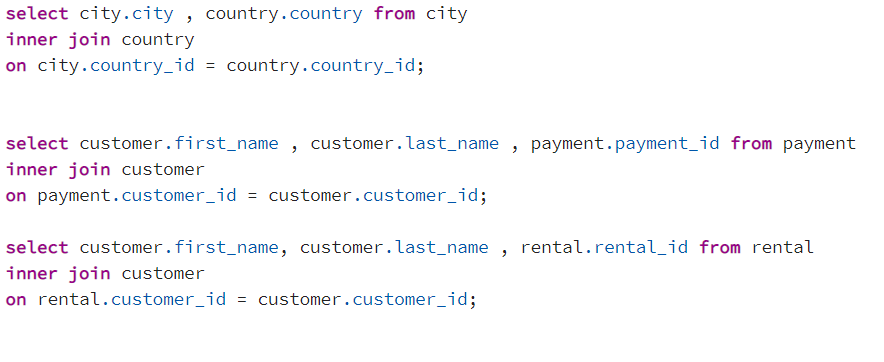 select city.city , country.country from city
inner join country
on city.country_id = country.country_id;
select customer.first_name , customer.last_name , payment.payment_id from payment
inner join customer
on payment.customer_id = customer.customer_id;
select customer.first_name, customer.last_name , rental.rental_id from rental
inner join customer
on rental.customer_id = customer.customer_id;